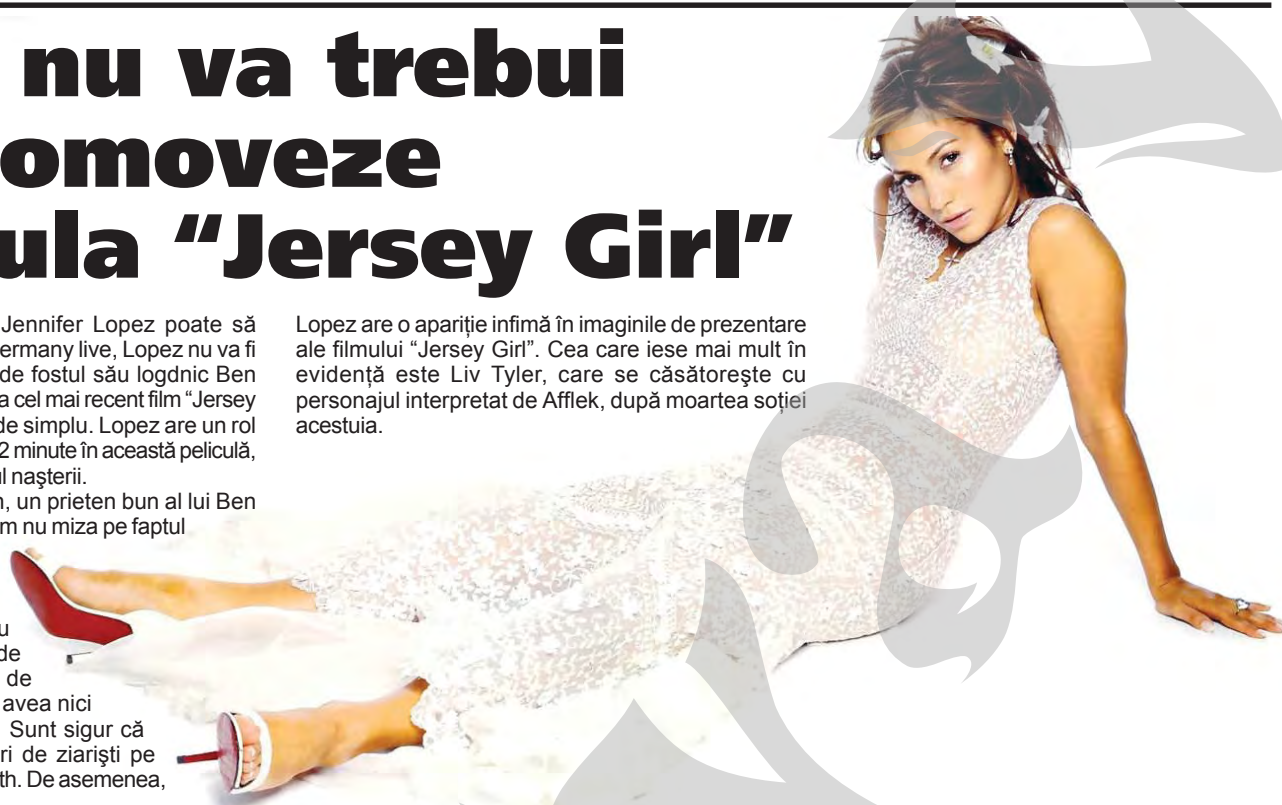 nu va trebui
omoveze
ula “Jersey Girl”
Jennifer Lopez poate să
ermany live, Lopez nu va fi
de fostul său logdnic Ben
a cel mai recent film “Jersey
de simplu. Lopez are un rol
2 minute în această peliculă,
ul naşterii.
n, un prieten bun al lui Ben
m nu miza pe faptul
u
de
de
avea nici
Sunt sigur că
ri de ziarişti pe
th. De asemenea,
Lopez are o apariţie infimă în imaginile de prezentare
ale filmului “Jersey Girl”. Cea care iese mai mult în
evidenţă este Liv Tyler, care se căsătoreşte cu
personajul interpretat de Afflek, după moartea soţiei
acestuia.